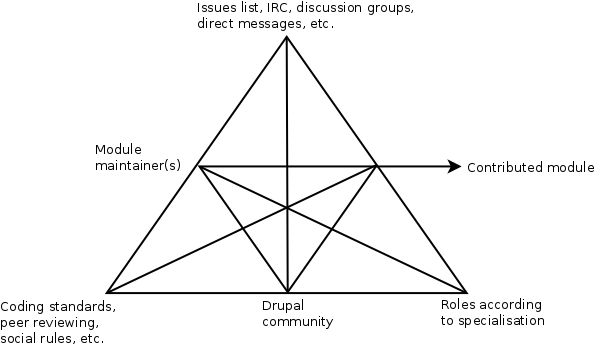 Issues list, IRC, discussion groups,
direct messages, etc.
Module
maintainer(s)
Contributed module
Coding standards,
peer reviewing,
social rules, etc.
Drupal
community
Roles according
to specialisation